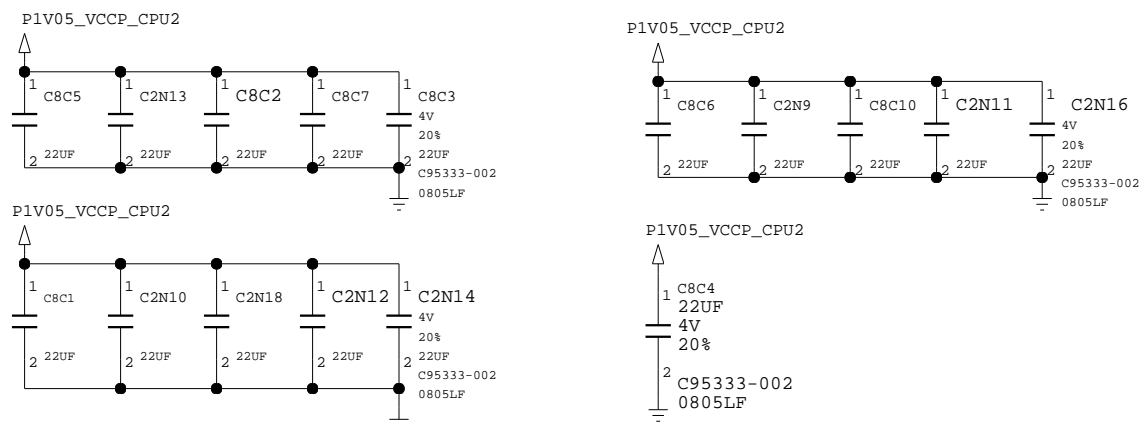 P1V05_VCCP_CPU2
1 1 1 1 1
C8C5 C2N13 C8C2 C8C7 C8C3
4V
20%
2 22UF 2 22UF 2 22UF 2 22UF 2 22UF
C95333-002
0805LF
P1V05_VCCP_CPU2
1 1 1 1 1
C8C6 C2N9 C8C10 C2N11 C2N16
4V
20%
2 22UF 2 22UF 2 22UF 2 22UF 2 22UF
C95333-002
0805LF
P1V05_VCCP_CPU2
1 1 1 1 1
C8C1 C2N10 C2N18 C2N12 C2N14
4V
20%
2 22UF 2 22UF 2 22UF 2 22UF 2 22UF
C95333-002
0805LF
P1V05_VCCP_CPU2
1 C8C4
22UF
4V
20%
2 C95333-002
0805LF